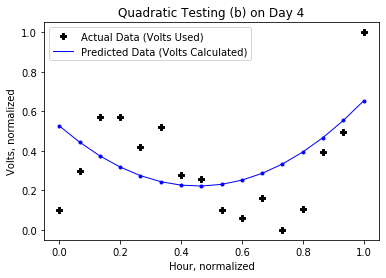 Quadratic Testing (b) on Day 4
Actual Data (Volts Used)
Predicted Data (Volts Calculated)
Volts, normalized
1.0
0.8
0.6
0.4
0.2
0.0
0.0 0.2 0.4 0.6 0.8 1.0
Hour, normalized